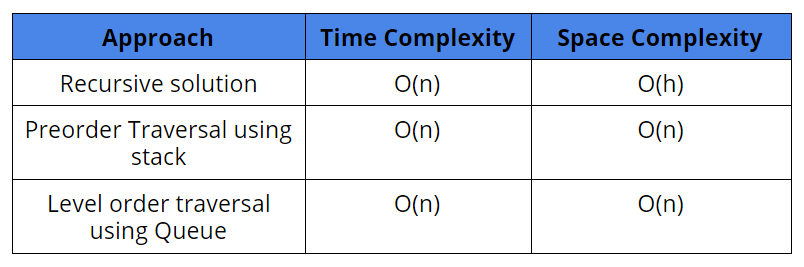 Approach Time Complexity Space Complexity
Recursive solution O(n) O(h)
Preorder Traversal using O(n) O(n)
stack
Level order traversal O(n) O(n)
using Queue